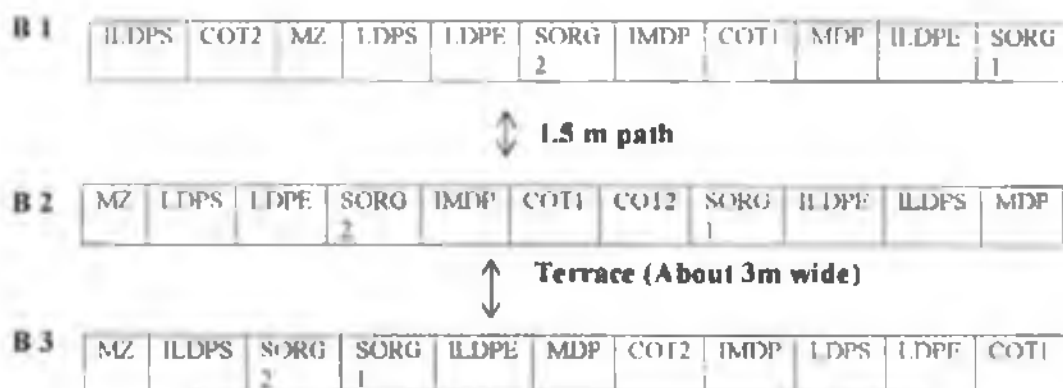 B 1 ILDPS COT2 MZ LDPS LDPE SORG 2 IMDP COT1 MDP ILDPE SORG 1
1.5 m path
B 2 MZ LDPS LDPE SORG 2 IMDP COT1 CO12 SORG 1 ILDPE ILDPS MDP
Terrace (About 3m wide)
B 3 MZ ILDPS SORG 2 SORG 1 ILDPE MDP COT2 IMDP LDPS LDPE COT1